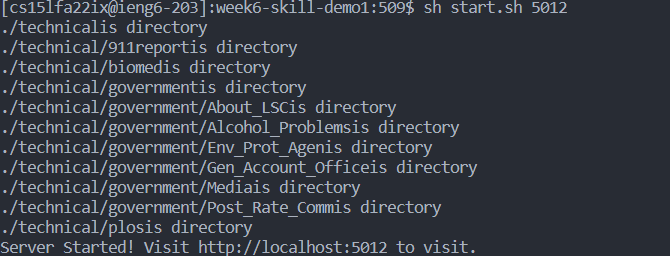 [cs15lfa22ix@ieng6-203]:week6-skill-demo1:509$ sh start.sh 5012
./technicalis directory
./technical/911reportis directory
./technical/biomedis directory
./technical/governmentis directory
./technical/government/About_LSCis directory
./technical/government/Alcohol_Problemsis directory
./technical/government/Env_Prot_Agenis directory
./technical/government/Gen_Account_Officeis directory
./technical/government/Mediais directory
./technical/government/Post_Rate_Commis directory
./technical/plosis directory
Server Started! Visit http://localhost:5012 to visit.